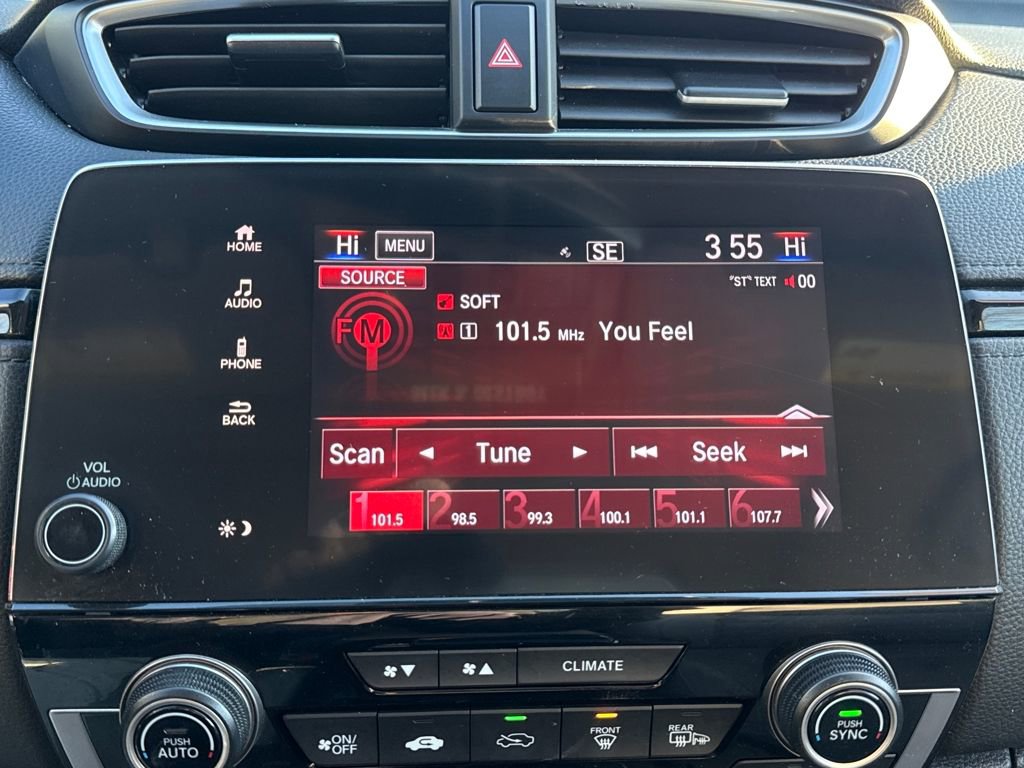 HOME
AUDIO
PHONE
BACK
VOL
AUDIO
Hi MENU SE 3 55 Hi
SOURCE "ST" TEXT 00
FM
SOFT
1 101.5 MHz You Feel
Scan Tune Seek
1 101.5 2 98.5 3 99.3 4 100.1 5 101.1 6 107.7
CLIMATE
PUSH
AUTO
ON/
OFF
FRONT
REAR
PUSH
SYNC